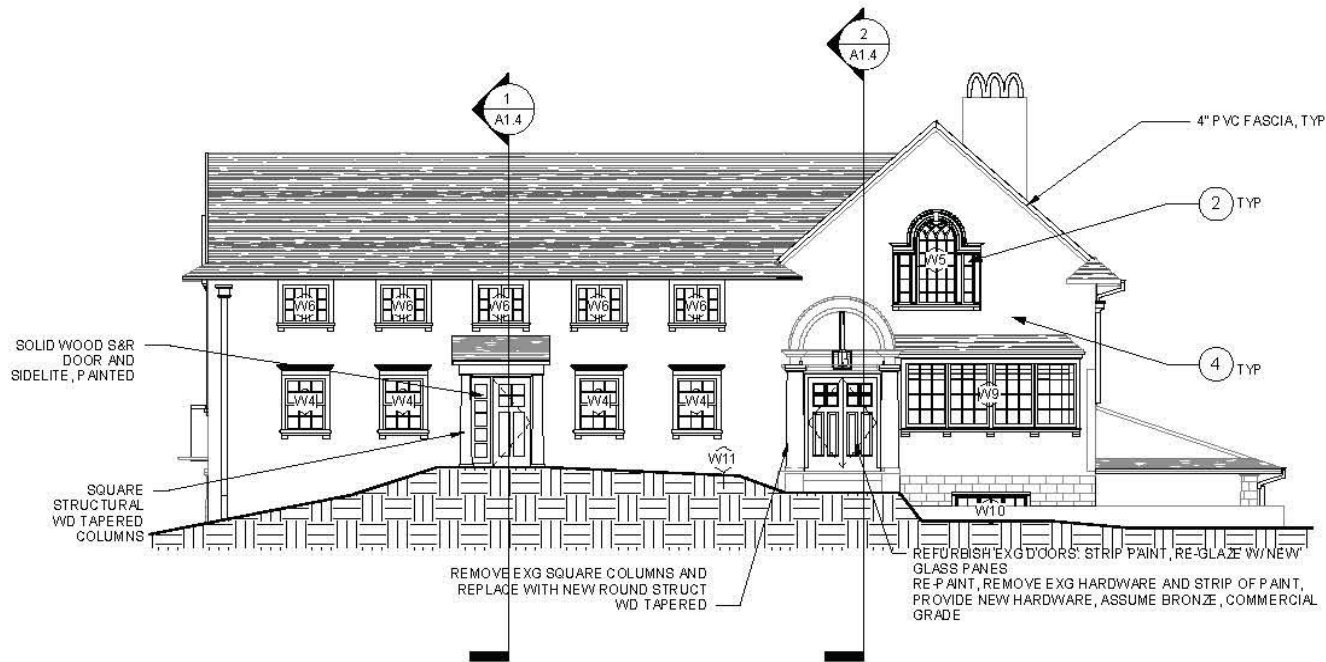 2
A1.4
1
A1.4
4" PVC FASCIA, TYP
2 TYP
W5
W6 W6 W6 W6 W6
SOLID WOOD S&R
DOOR AND
SIDELITE, PAINTED
4 TYP
W4 W4 W4 W4
W9
W11
SQUARE
STRUCTURAL
WD TAPERED
COLUMNS
W10
REMOVE EXG SQUARE COLUMNS AND
REPLACE WITH NEW ROUND STRUCT
WD TAPERED
REFURBISH EXG DOORS: STRIP PAINT, RE-GLAZE W/ NEW
GLASS PANES
RE-PAINT, REMOVE EXG HARDWARE AND STRIP OF PAINT,
PROVIDE NEW HARDWARE, ASSUME BRONZE, COMMERCIAL
GRADE